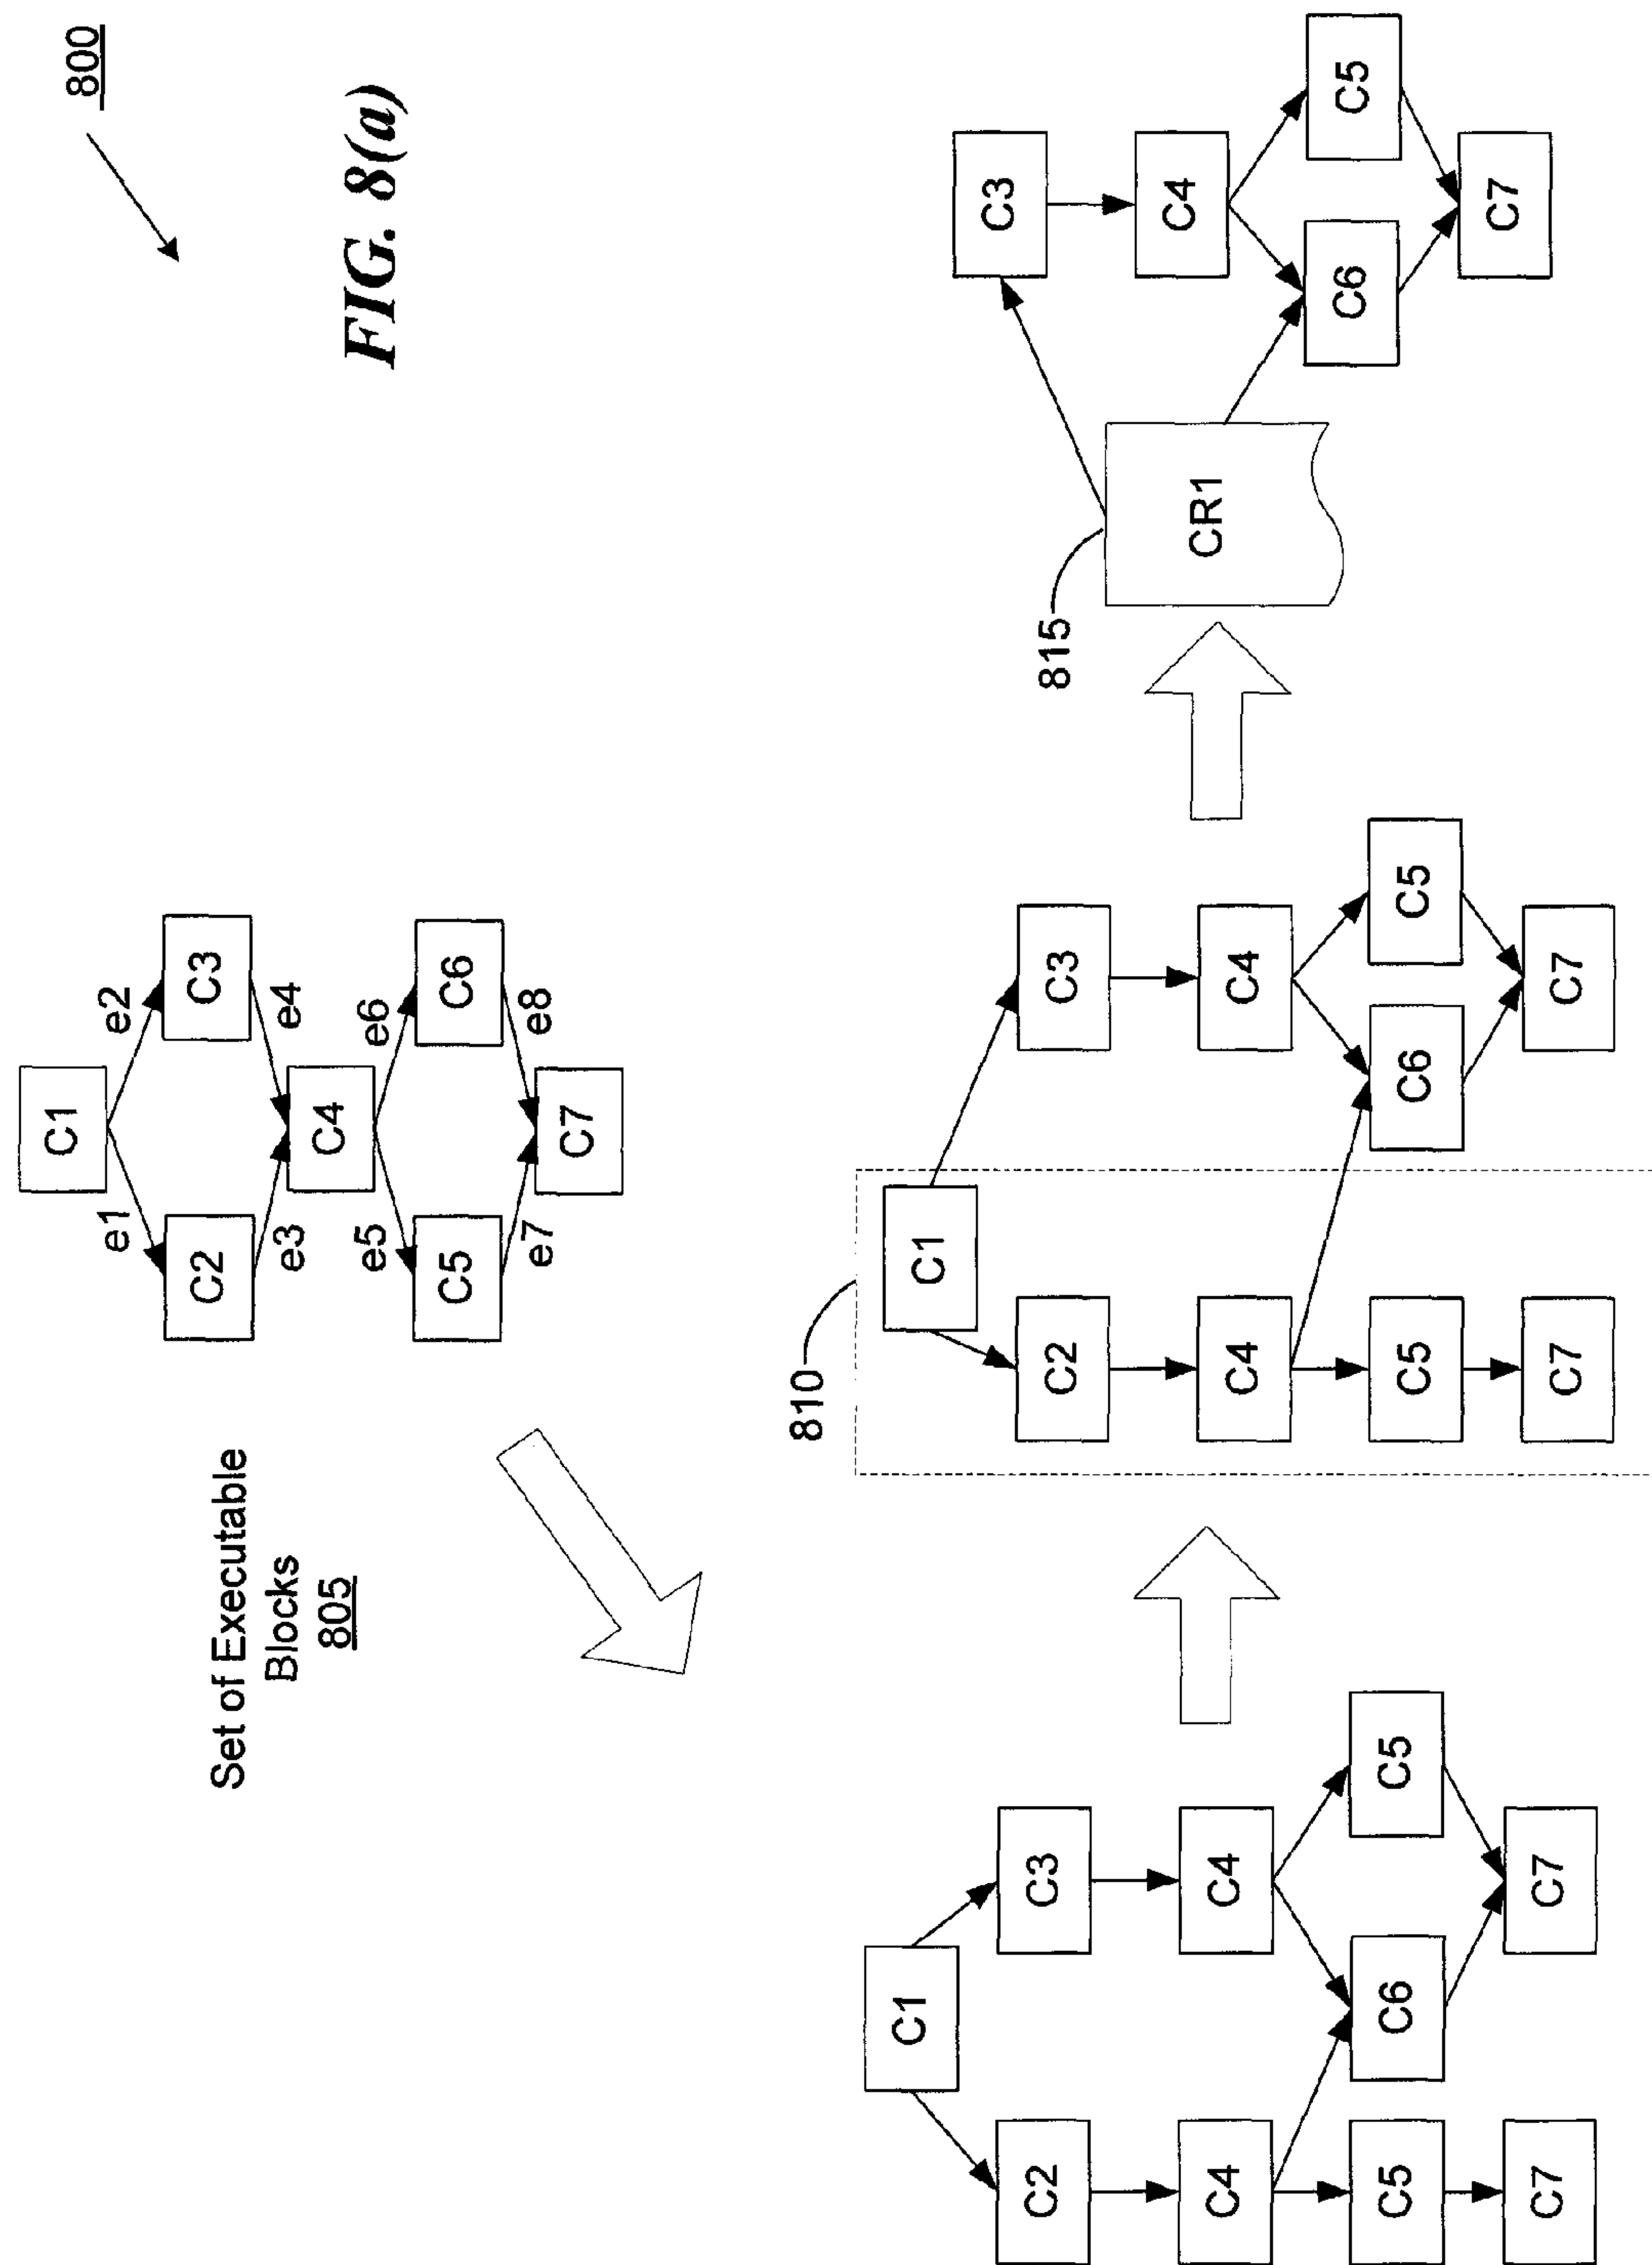 800
FIG. 8(a)
Set of Executable
Blocks
805
C1
e1
e2
C2
C3
e3
e4
C4
e5
e6
C5
C6
e7
e8
C7
C1
C2
C3
C4
C4
C5
C6
C5
C7
C7
810
C1
C2
C3
C4
C4
C5
C6
C5
C7
C7
815
CR1
C3
C4
C6
C5
C7